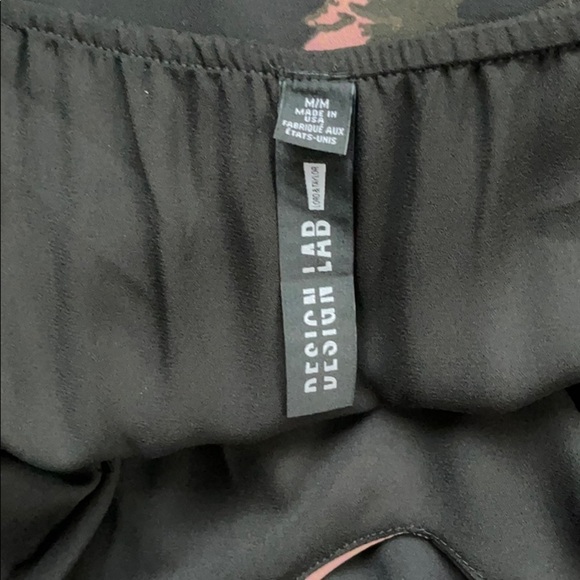 M/M
MADE IN
USA
FABRIQUÉ AUX
ÉTATS-UNIS
LORD & TAYLOR
DESIGN LAB